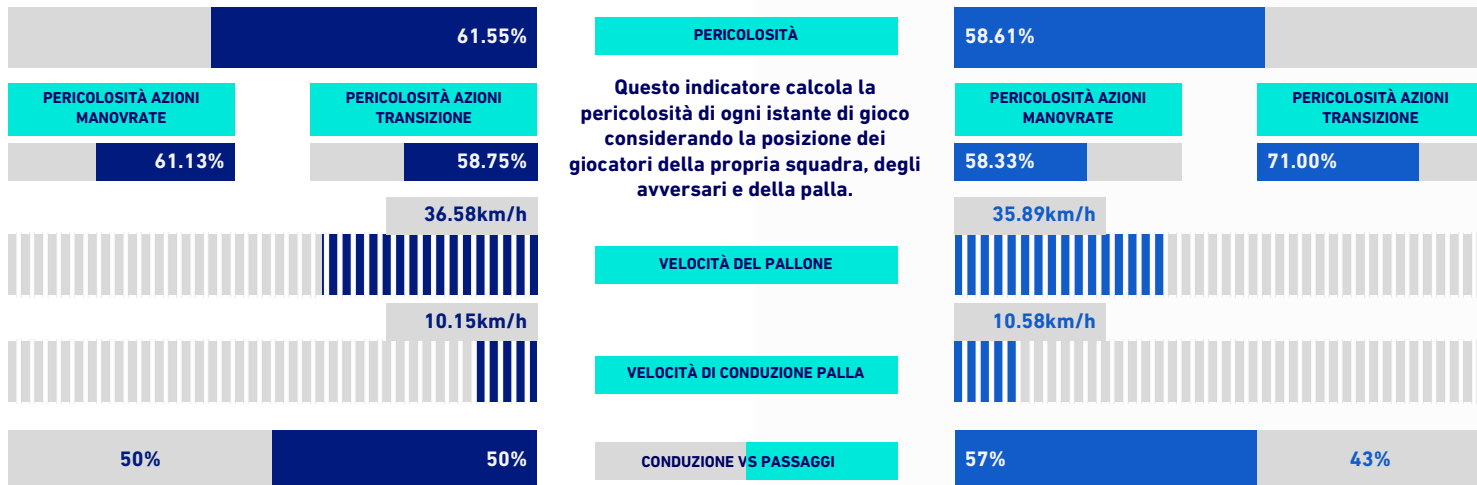 61.55%
PERICOLOSITÀ
58.61%
PERICOLOSITÀ AZIONI
MANOVRATE
PERICOLOSITÀ AZIONI
TRANSIZIONE
61.13%
58.75%
Questo indicatore calcola la
pericolosità di ogni istante di gioco
considerando la posizione dei
giocatori della propria squadra, degli
avversari e della palla.
PERICOLOSITÀ AZIONI
MANOVRATE
PERICOLOSITÀ AZIONI
TRANSIZIONE
58.33%
71.00%
36.58km/h
VELOCITÀ DEL PALLONE
35.89km/h
10.15km/h
VELOCITÀ DI CONDUZIONE PALLA
10.58km/h
50%
50%
CONDUZIONE VS PASSAGGI
57%
43%